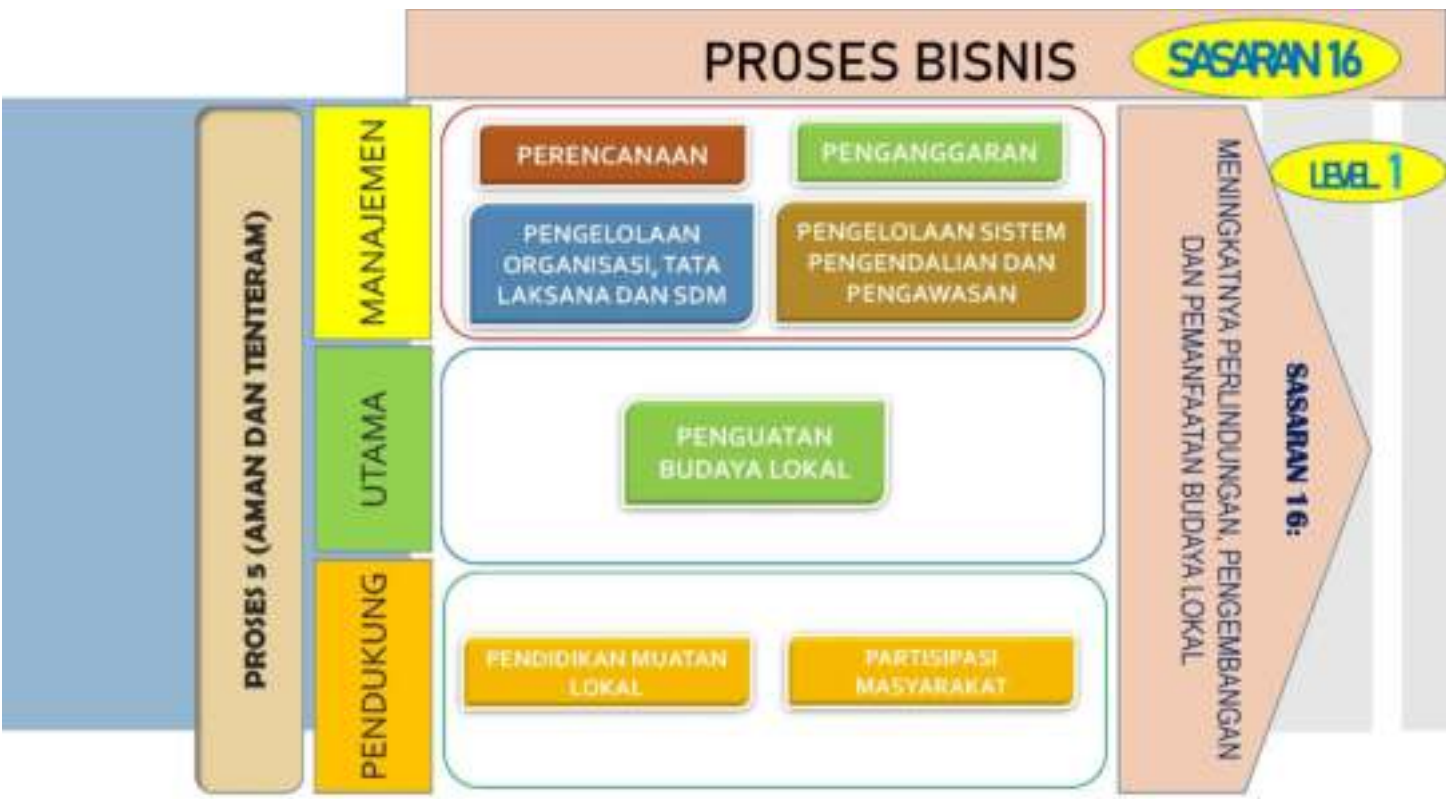 PROSES BISNIS
SASARAN 16
LEVEL 1
PROSES 5 (AMAN DAN TENTERAM)
MANAJEMEN
PERENCANAAN
PENGANGGARAN
PENGELOLAAN
ORGANISASI, TATA
LAKSANA DAN SDM
PENGELOLAAN SISTEM
PENGENDALIAN DAN
PENGAWASAN
UTAMA
PENGUATAN
BUDAYA LOKAL
PENDUKUNG
PENDIDIKAN MUATAN
LOKAL
PARTISIPASI
MASYARAKAT
SASARAN 16:
MENINGKATNYA PERLINDUNGAN, PENGEMBANGAN
DAN PEMANFAATAN BUDAYA LOKAL